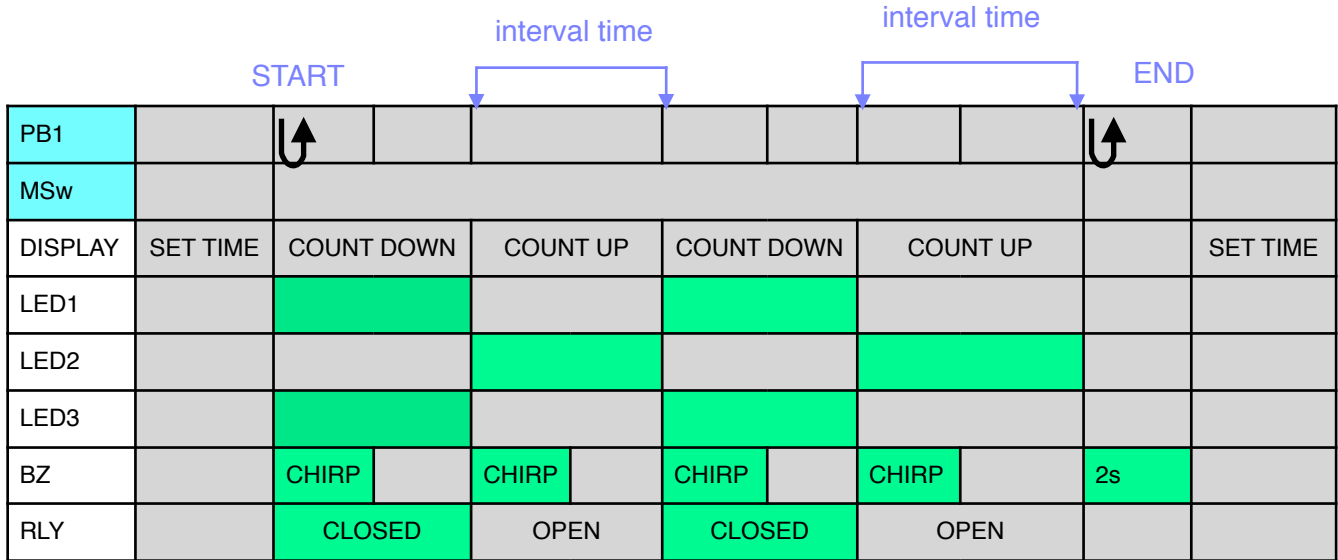 interval time
interval time
START
END
PB1
MSw
DISPLAY SET TIME COUNT DOWN COUNT UP COUNT DOWN COUNT UP SET TIME
LED1
LED2
LED3
BZ CHIRP CHIRP CHIRP CHIRP 2s
RLY CLOSED OPEN CLOSED OPEN